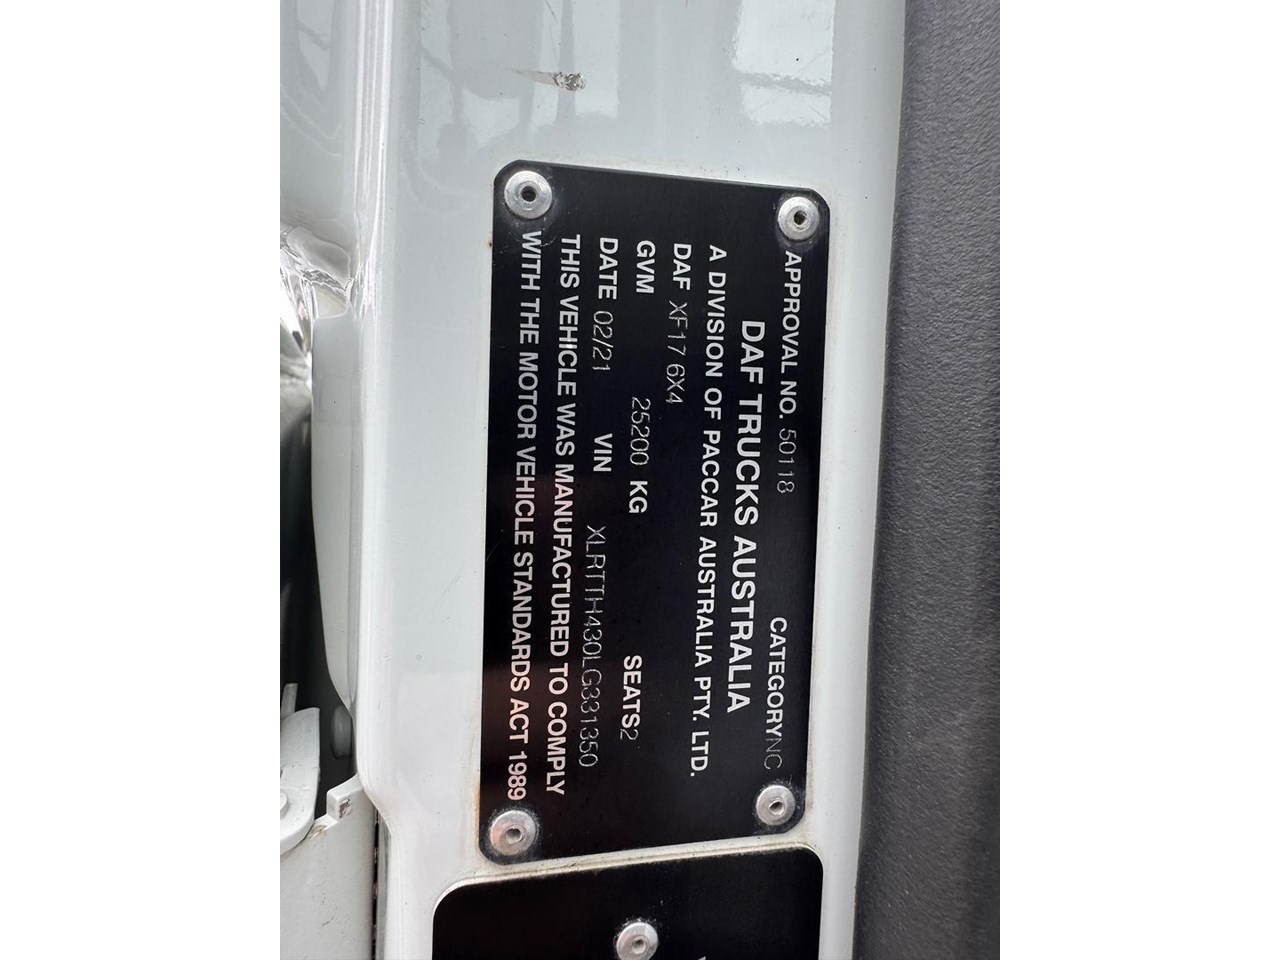 APPROVAL NO. 50118 CATEGORY NC
DAF TRUCKS AUSTRALIA
A DIVISION OF PACCAR AUSTRALIA PTY. LTD.
DAF XF17 6X4
GVM 25200 KG SEATS 2
DATE 02/21 VIN XLRTTH430LG331350
THIS VEHICLE WAS MANUFACTURED TO COMPLY
WITH THE MOTOR VEHICLE STANDARDS ACT 1989